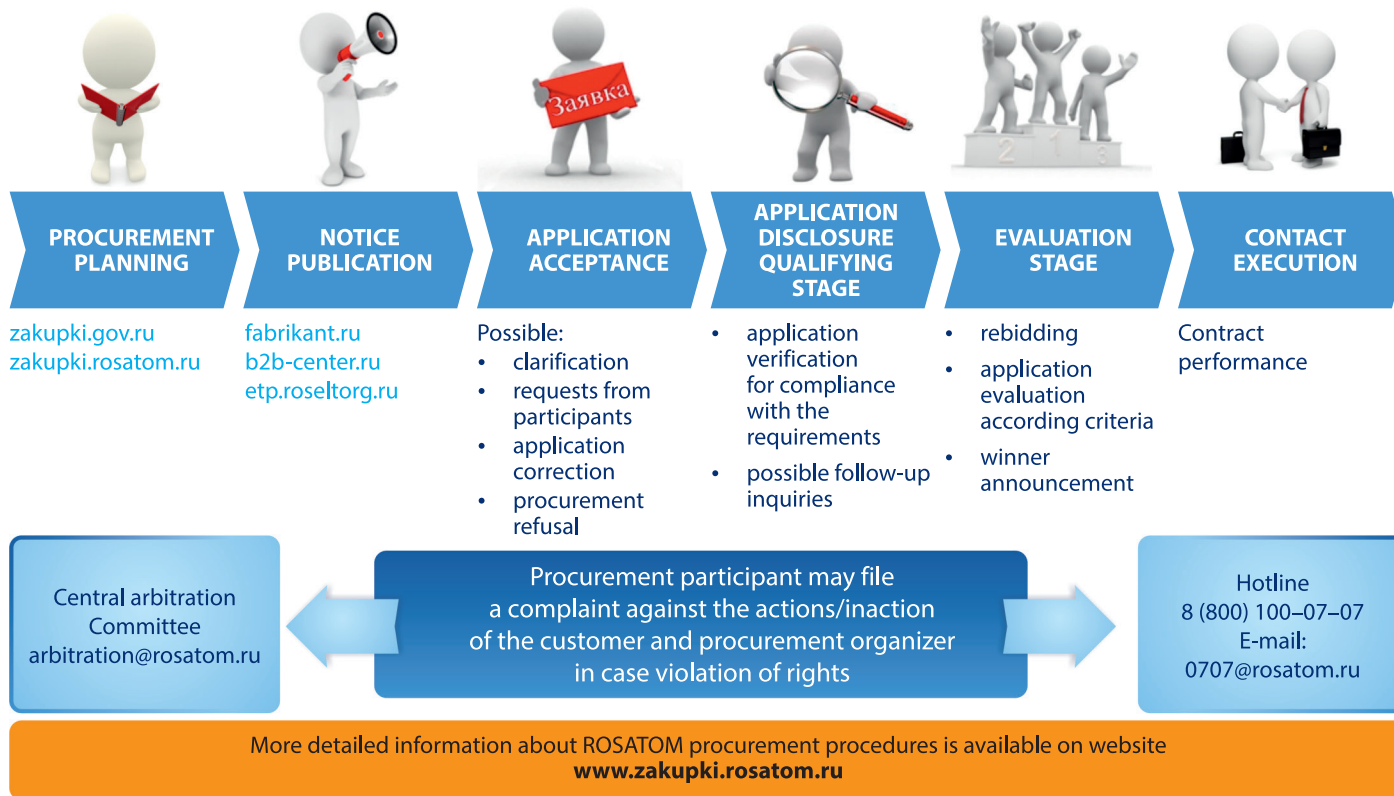 Заявка
2
1
3
PROCUREMENT
PLANNING
NOTICE
PUBLICATION
APPLICATION
ACCEPTANCE
APPLICATION
DISCLOSURE
QUALIFYING
STAGE
EVALUATION
STAGE
CONTACT
EXECUTION
zakupki.gov.ru
zakupki.rosatom.ru
fabrikant.ru
b2b-center.ru
etp.roseltorg.ru
Possible:
• clarification
• requests from
participants
• application
correction
• procurement
refusal
• application
verification
for compliance
with the
requirements
• possible follow-up
inquiries
• rebidding
• application
evaluation
according criteria
• winner
announcement
Contract
performance
Central arbitration
Committee
arbitration@rosatom.ru
Procurement participant may file
a complaint against the actions/inaction
of the customer and procurement organizer
in case violation of rights
Hotline
8 (800) 100–07–07
E-mail:
0707@rosatom.ru
More detailed information about ROSATOM procurement procedures is available on website
www.zakupki.rosatom.ru